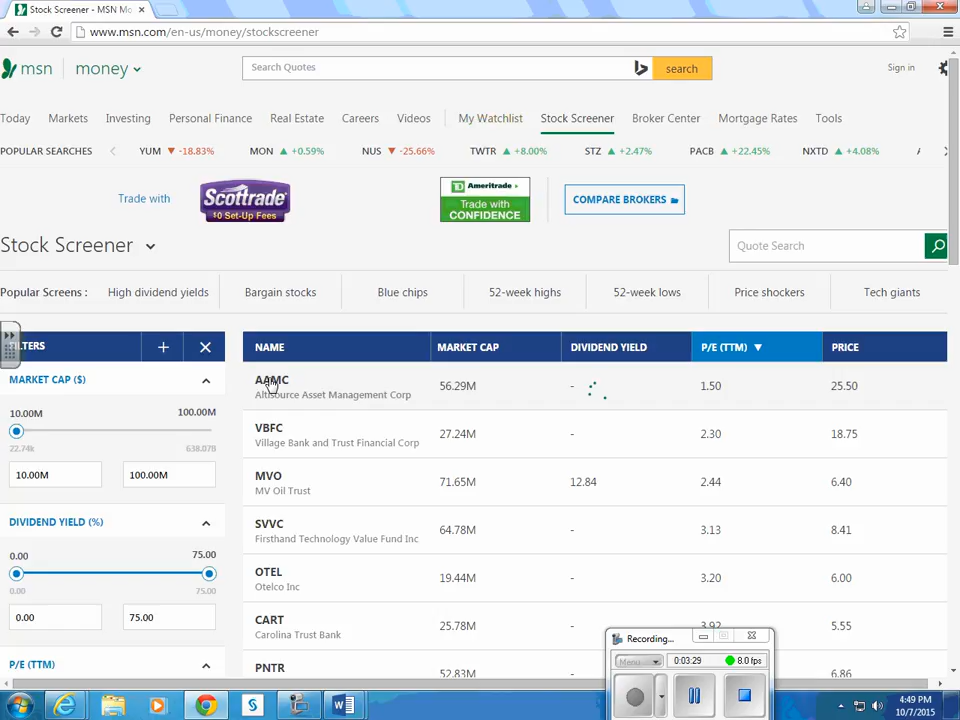 Stock Screener - MSN Mo
www.msn.com/en-us/money/stockscreener
msn money
Search Quotes
search
Sign in
Today Markets Investing Personal Finance Real Estate Careers Videos My Watchlist Stock Screener Broker Center Mortgage Rates Tools
POPULAR SEARCHES YUM -18.83% MON +0.59% NUS -25.66% TWTR +8.00% STZ +2.47% PACB +22.45% NXTD +4.08%
Trade with
Scottrade
$10 Set-Up Fees
Ameritrade
Trade with
CONFIDENCE
COMPARE BROKERS
Stock Screener
Quote Search
Popular Screens : High dividend yields Bargain stocks Blue chips 52-week highs 52-week lows Price shockers Tech giants
FILTERS
MARKET CAP ($)
10.00M 100.00M
22.74k 638.07B
10.00M 100.00M
DIVIDEND YIELD (%)
0.00 75.00
0.00 75.00
0.00 75.00
P/E (TTM)
NAME MARKET CAP DIVIDEND YIELD P/E (TTM) PRICE
AAMC 56.29M - 1.50 25.50
Altisource Asset Management Corp
VBFC 27.24M - 2.30 18.75
Village Bank and Trust Financial Corp
MVO 71.65M 12.84 2.44 6.40
MV Oil Trust
SVVC 64.78M - 3.13 8.41
Firsthand Technology Value Fund Inc
OTEL 19.44M - 3.20 6.00
Otelco Inc
CART 25.78M - 3.92 5.55
Carolina Trust Bank
PNTR 52.83M 6.86
Recording...
Menu 0:03:29 8.0 fps
4:49 PM
10/7/2015